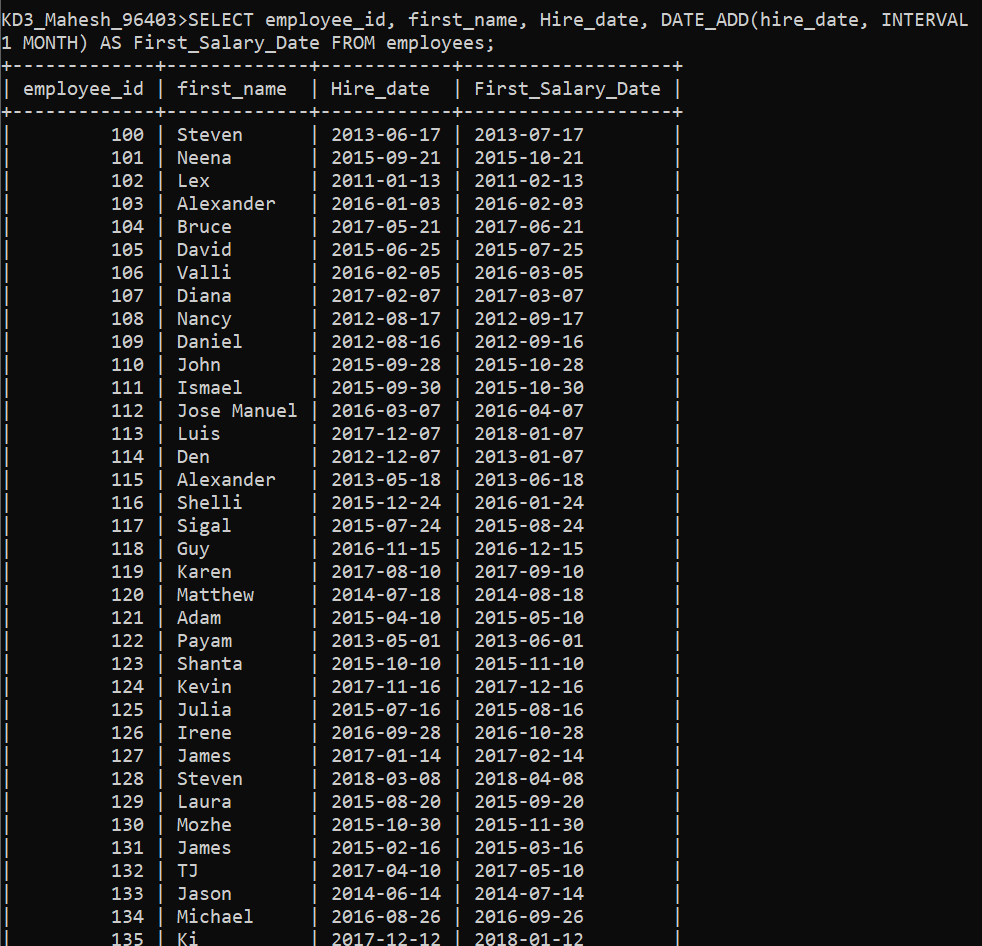 KD3_Mahesh_96403>SELECT employee_id, first_name, Hire_date, DATE_ADD(hire_date, INTERVAL
1 MONTH) AS First_Salary_Date FROM employees;
+-------------+-------------+------------+-------------------+
| employee_id | first_name  | Hire_date  | First_Salary_Date |
+-------------+-------------+------------+-------------------+
|         100 | Steven      | 2013-06-17 | 2013-07-17        |
|         101 | Neena       | 2015-09-21 | 2015-10-21        |
|         102 | Lex         | 2011-01-13 | 2011-02-13        |
|         103 | Alexander   | 2016-01-03 | 2016-02-03        |
|         104 | Bruce       | 2017-05-21 | 2017-06-21        |
|         105 | David       | 2015-06-25 | 2015-07-25        |
|         106 | Valli       | 2016-02-05 | 2016-03-05        |
|         107 | Diana       | 2017-02-07 | 2017-03-07        |
|         108 | Nancy       | 2012-08-17 | 2012-09-17        |
|         109 | Daniel      | 2012-08-16 | 2012-09-16        |
|         110 | John        | 2015-09-28 | 2015-10-28        |
|         111 | Ismael      | 2015-09-30 | 2015-10-30        |
|         112 | Jose Manuel | 2016-03-07 | 2016-04-07        |
|         113 | Luis        | 2017-12-07 | 2018-01-07        |
|         114 | Den         | 2012-12-07 | 2013-01-07        |
|         115 | Alexander   | 2013-05-18 | 2013-06-18        |
|         116 | Shelli      | 2015-12-24 | 2016-01-24        |
|         117 | Sigal       | 2015-07-24 | 2015-08-24        |
|         118 | Guy         | 2016-11-15 | 2016-12-15        |
|         119 | Karen       | 2017-08-10 | 2017-09-10        |
|         120 | Matthew     | 2014-07-18 | 2014-08-18        |
|         121 | Adam        | 2015-04-10 | 2015-05-10        |
|         122 | Payam       | 2013-05-01 | 2013-06-01        |
|         123 | Shanta      | 2015-10-10 | 2015-11-10        |
|         124 | Kevin       | 2017-11-16 | 2017-12-16        |
|         125 | Julia       | 2015-07-16 | 2015-08-16        |
|         126 | Irene       | 2016-09-28 | 2016-10-28        |
|         127 | James       | 2017-01-14 | 2017-02-14        |
|         128 | Steven      | 2018-03-08 | 2018-04-08        |
|         129 | Laura       | 2015-08-20 | 2015-09-20        |
|         130 | Mozhe       | 2015-10-30 | 2015-11-30        |
|         131 | James       | 2015-02-16 | 2015-03-16        |
|         132 | TJ          | 2017-04-10 | 2017-05-10        |
|         133 | Jason       | 2014-06-14 | 2014-07-14        |
|         134 | Michael     | 2016-08-26 | 2016-09-26        |
|         135 | Ki          | 2017-12-12 | 2018-01-12        |